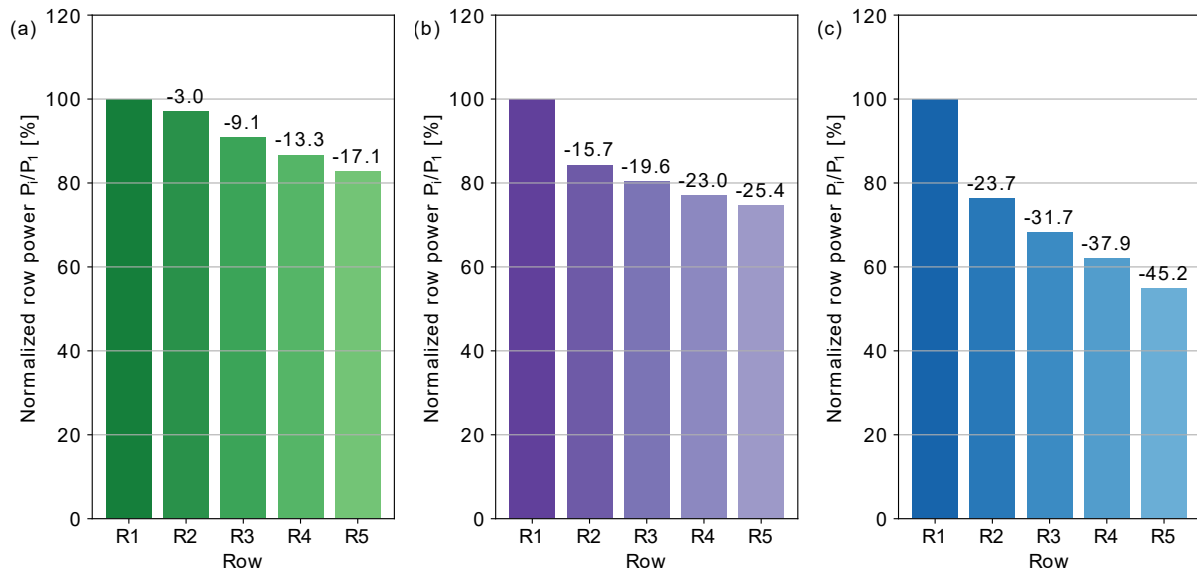 (a)
Normalized row power Pᵢ/P₁ [%]
120
100
80
60
40
20
0
-3.0
-9.1
-13.3
-17.1
R1 R2 R3 R4 R5
Row
(b)
Normalized row power Pᵢ/P₁ [%]
120
100
80
60
40
20
0
-15.7
-19.6
-23.0
-25.4
R1 R2 R3 R4 R5
Row
(c)
Normalized row power Pᵢ/P₁ [%]
120
100
80
60
40
20
0
-23.7
-31.7
-37.9
-45.2
R1 R2 R3 R4 R5
Row